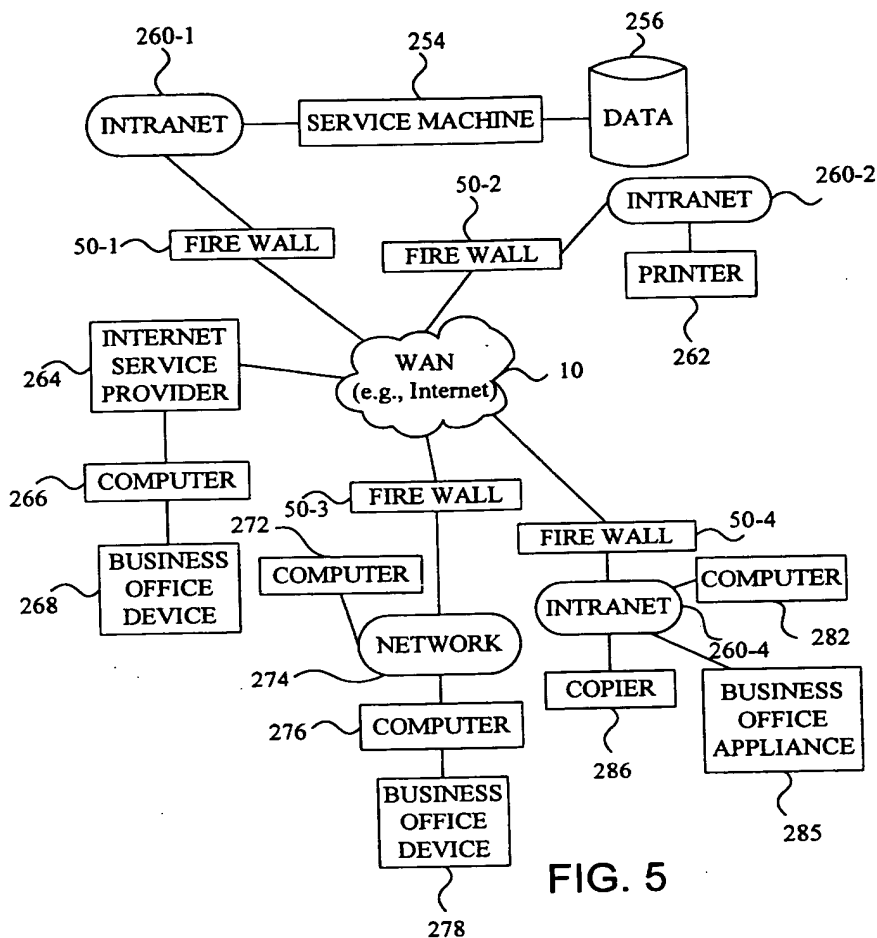 260-1
254
256
INTRANET
SERVICE MACHINE
DATA
50-2
260-2
INTRANET
50-1
FIRE WALL
FIRE WALL
PRINTER
262
INTERNET
SERVICE
PROVIDER
264
WAN
(e.g., Internet)
10
COMPUTER
266
50-3
FIRE WALL
272
50-4
FIRE WALL
BUSINESS
OFFICE
DEVICE
268
COMPUTER
COMPUTER
282
INTRANET
260-4
NETWORK
274
COPIER
286
BUSINESS
OFFICE
APPLIANCE
285
276
COMPUTER
BUSINESS
OFFICE
DEVICE
278
FIG. 5